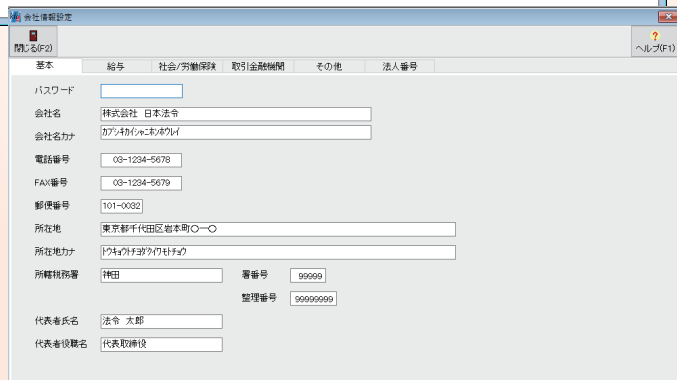 会社情報設定
閉じる(F2)
ヘルプ(F1)
基本 給与 社会/労働保険 取引金融機関 その他 法人番号
パスワード
会社名 株式会社 日本法令
会社名カナ ｶﾌﾞｼｷｶｲｼｬﾆﾎﾝﾎｳﾚｲ
電話番号 03-1234-5678
FAX番号 03-1234-5679
郵便番号 101-0032
所在地 東京都千代田区岩本町〇ー〇
所在地カナ ﾄｳｷｮｳﾄﾁﾖﾀﾞｸｲﾜﾓﾄﾁｮｳ
所轄税務署 神田 署番号 99999
整理番号 99999999
代表者氏名 法令 太郎
代表者役職名 代表取締役